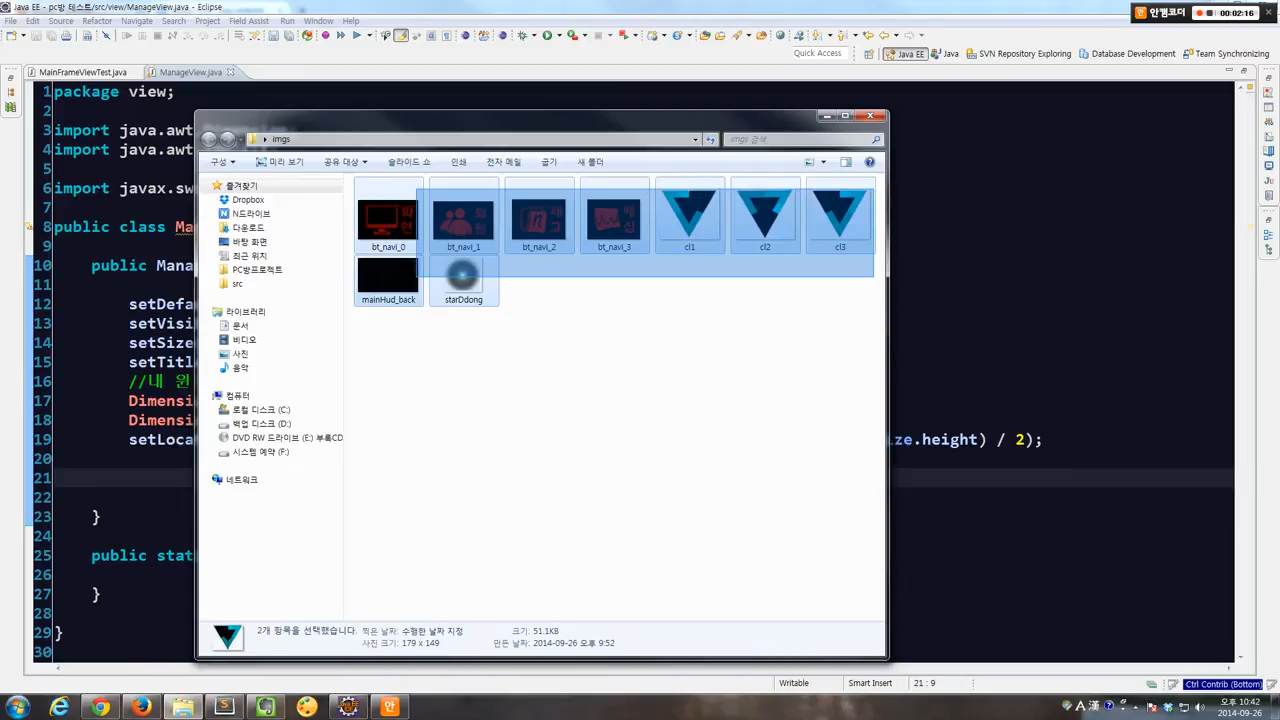 Java EE - pc방 테스트/src/view/ManageView.java - Eclipse
안캠코더 00:02:16
File Edit Source Refactor Navigate Search Project Field Assist Run Window Help
Quick Access Java EE Java SVN Repository Exploring Database Development Team Synchronizing
MainFrameViewTest.java ManageView.java
1 package view;
2
3 import java.awt
4 import java.awt
5
6 import javax.sw
7
8 public class Ma
9
10 public Mana
11
12 setDefa
13 setVisi
14 setSize
15 setTitl
16 //내 윈
17 Dimensi
18 Dimensi
19 setLoca ize.height) / 2);
20
21
22
23 }
24
25 public stat
26
27 }
28
29 }
30
imgs
imgs 검색
구성 미리 보기 공유 대상 슬라이드 쇼 인쇄 전자 메일 굽기 새 폴더
즐겨찾기
Dropbox
N드라이브
다운로드
바탕 화면
최근 위치
PC방프로젝트
src
라이브러리
문서
비디오
사진
음악
컴퓨터
로컬 디스크 (C:)
백업 디스크 (D:)
DVD RW 드라이브 (E:) 부록CD
시스템 예약 (F:)
네트워크
bt_navi_0 bt_navi_1 bt_navi_2 bt_navi_3 cl1 cl2 cl3
mainHud_back starDdong
2개 항목을 선택했습니다. 찍은 날짜: 수행한 날짜 지정 크기: 51.1KB
사진 크기: 179 x 149 만든 날짜: 2014-09-26 오후 9:52
Writable Smart Insert 21 : 9 Ctrl Contrib (Bottom)
A 漢
오후 10:42
2014-09-26